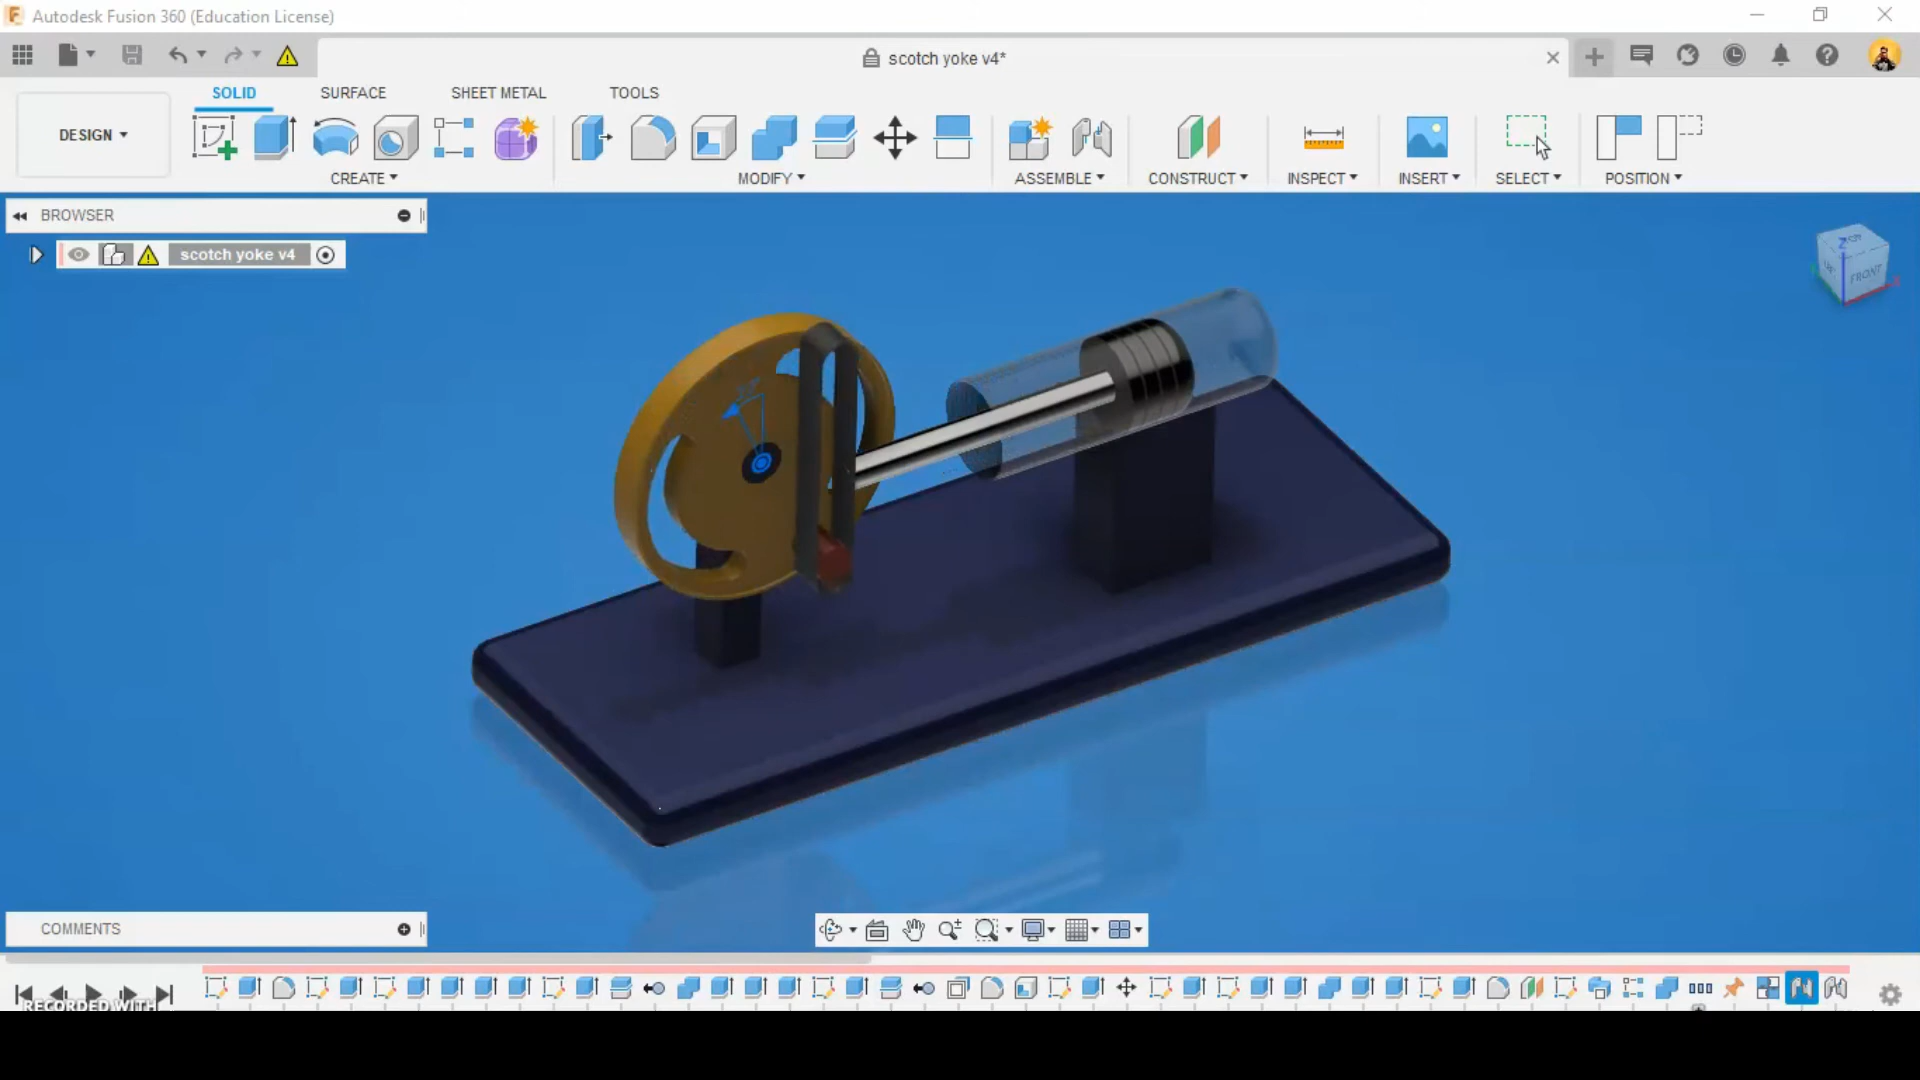 Autodesk Fusion 360 (Education License)
scotch yoke v4*
SOLID SURFACE SHEET METAL TOOLS
DESIGN
CREATE MODIFY ASSEMBLE CONSTRUCT INSPECT INSERT SELECT POSITION
BROWSER
scotch yoke v4
Z
FRONT
COMMENTS
RECORDED WITH